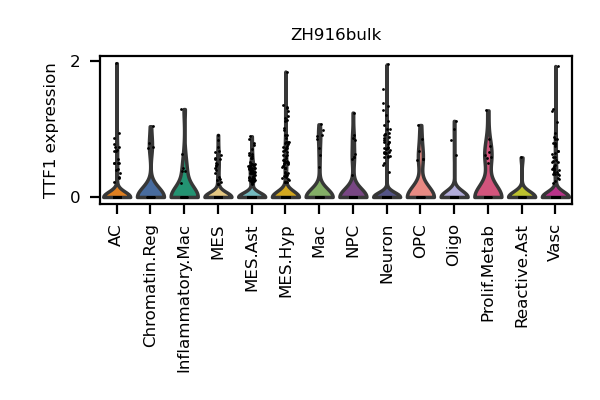 ZH916bulk
TTF1 expression
2
0
AC
Chromatin.Reg
Inflammatory.Mac
MES
MES.Ast
MES.Hyp
Mac
NPC
Neuron
OPC
Oligo
Prolif.Metab
Reactive.Ast
Vasc